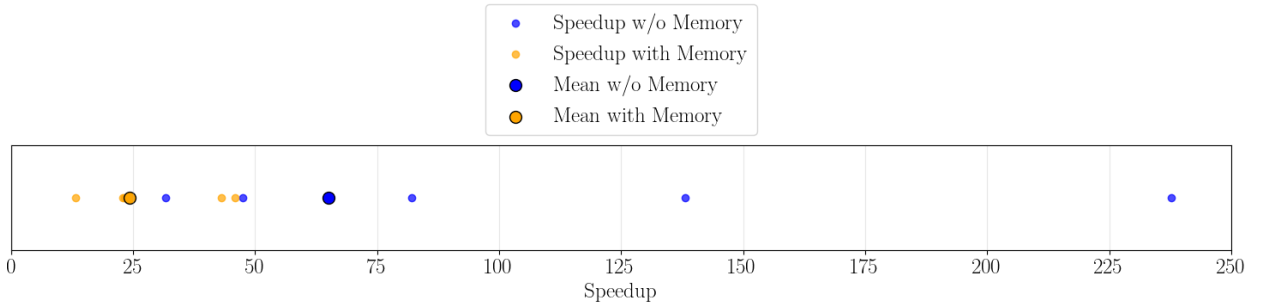 Speedup w/o Memory
Speedup with Memory
Mean w/o Memory
Mean with Memory
0 25 50 75 100 125 150 175 200 225 250
Speedup